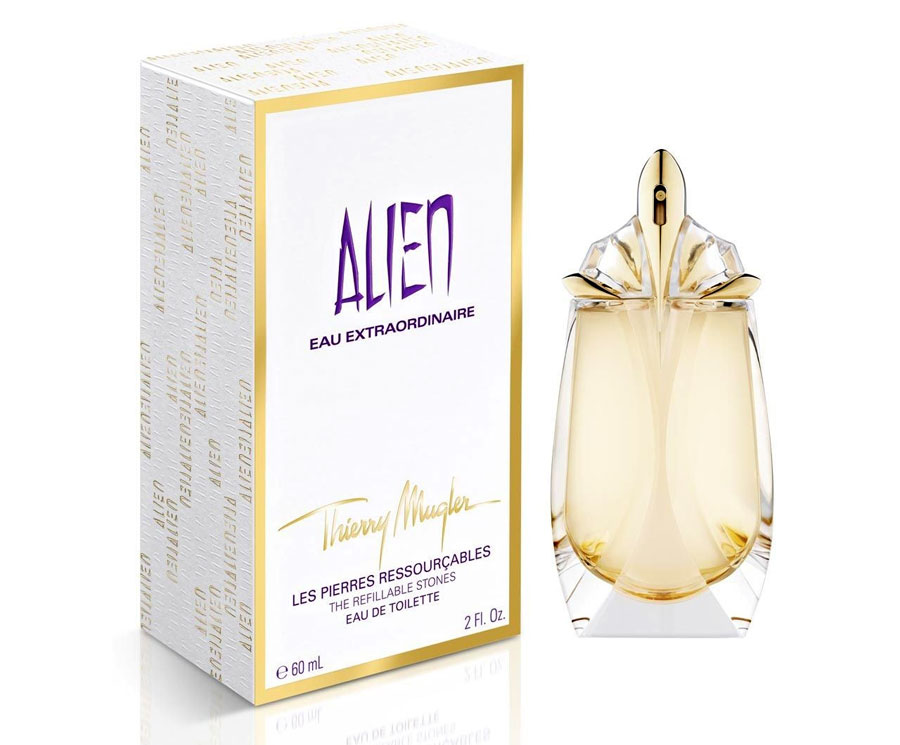 ALIEN
EAU EXTRAORDINAIRE
Thierry Mugler
LES PIERRES RESSOURÇABLES
THE REFILLABLE STONES
EAU DE TOILETTE
2 Fl. Oz.
℮ 60 mL